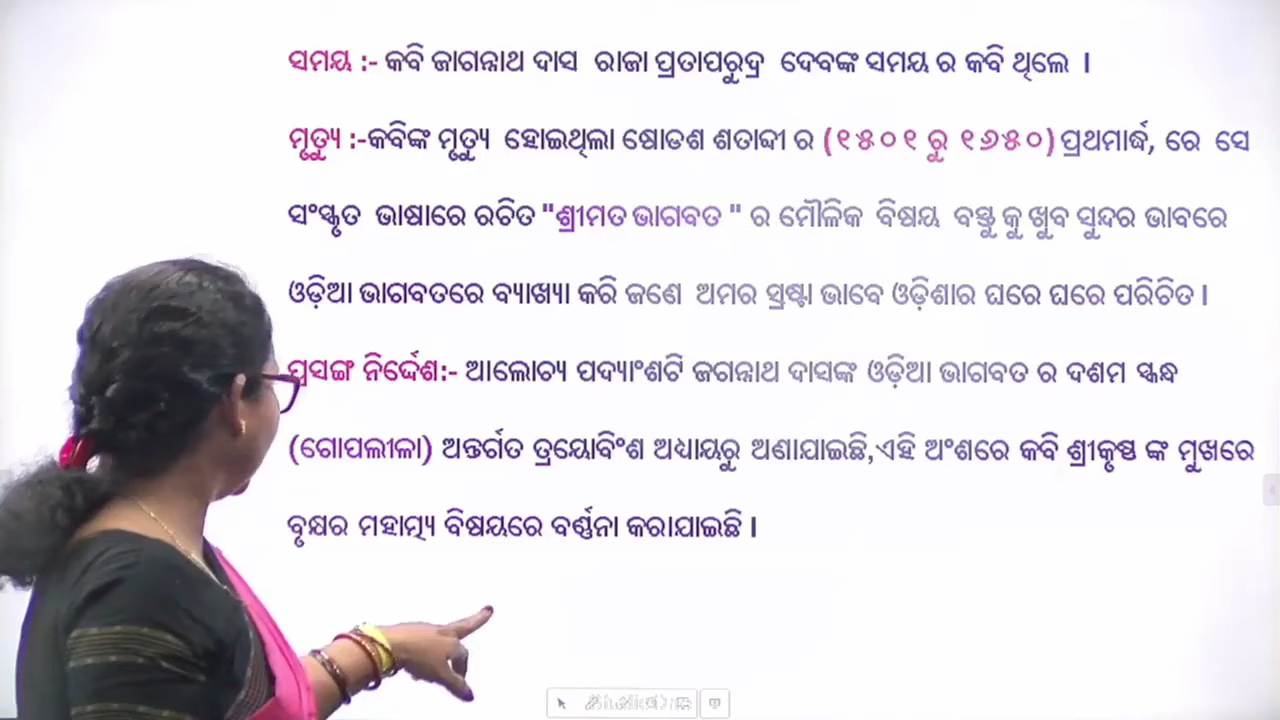 ସମୟ :- କବି ଜାଗନ୍ନାଥ ଦାସ ରାଜା ପ୍ରତାପରୁଦ୍ର ଦେବଙ୍କ ସମୟ ର କବି ଥିଲେ ।
ମୃତ୍ୟୁ :-କବିଙ୍କ ମୃତ୍ୟୁ ହୋଇଥିଲା ଷୋଡଶ ଶତାବ୍ଦୀ ର (୧୫୦୧ ରୁ ୧୬୫୦) ପ୍ରଥମାର୍ଦ୍ଧ, ରେ ସେ
ସଂସ୍କୃତ ଭାଷାରେ ରଚିତ "ଶ୍ରୀମତ ଭାଗବତ " ର ମୌଳିକ ବିଷୟ ବସ୍ତୁ କୁ ଖୁବ ସୁନ୍ଦର ଭାବରେ
ଓଡ଼ିଆ ଭାଗବତରେ ବ୍ୟାଖ୍ୟା କରି ଜଣେ ଅମର ସ୍ରଷ୍ଟା ଭାବେ ଓଡ଼ିଶାର ଘରେ ଘରେ ପରିଚିତ ।
ପ୍ରସଙ୍ଗ ନିର୍ଦ୍ଦେଶ:- ଆଲୋଚ୍ୟ ପଦ୍ୟାଂଶଟି ଜଗନ୍ନାଥ ଦାସଙ୍କ ଓଡ଼ିଆ ଭାଗବତ ର ଦଶମ ସ୍କନ୍ଧ
(ଗୋପଲୀଳା) ଅନ୍ତର୍ଗତ ତ୍ରୟୋବିଂଶ ଅଧ୍ୟାୟରୁ ଅଣାଯାଇଛି,ଏହି ଅଂଶରେ କବି ଶ୍ରୀକୃଷ୍ଣ ଙ୍କ ମୁଖରେ
ବୃକ୍ଷର ମହାତ୍ମ୍ୟ ବିଷୟରେ ବର୍ଣ୍ଣନା କରାଯାଇଛି ।